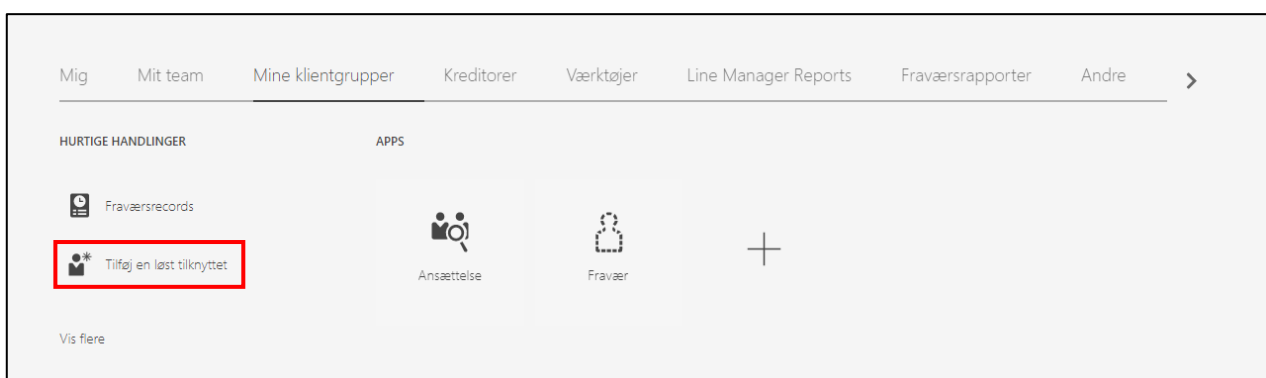 Mig Mit team Mine klientgrupper Kreditorer Værktøjer Line Manager Reports Fraværsrapporter Andre
HURTIGE HANDLINGER
APPS
Fraværsrecords
Tilføj en løst tilknyttet
Ansættelse
Fravær
Vis flere